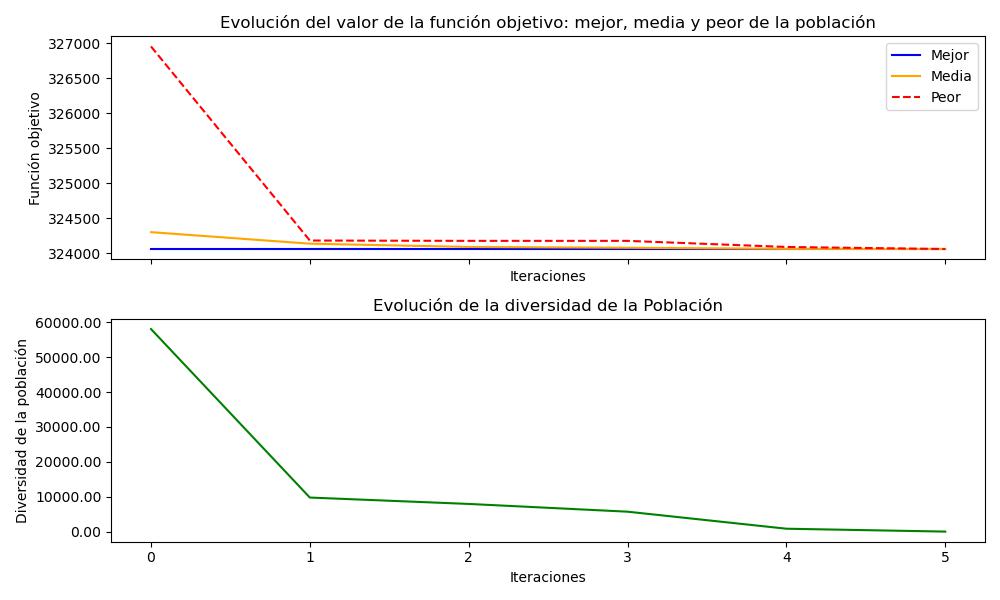 Evolución del valor de la función objetivo: mejor, media y peor de la población
327000
326500
326000
325500
325000
324500
324000
Función objetivo
Mejor
Media
Peor
Iteraciones
Evolución de la diversidad de la Población
60000.00
50000.00
40000.00
30000.00
20000.00
10000.00
0.00
Diversidad de la población
0 1 2 3 4 5
Iteraciones